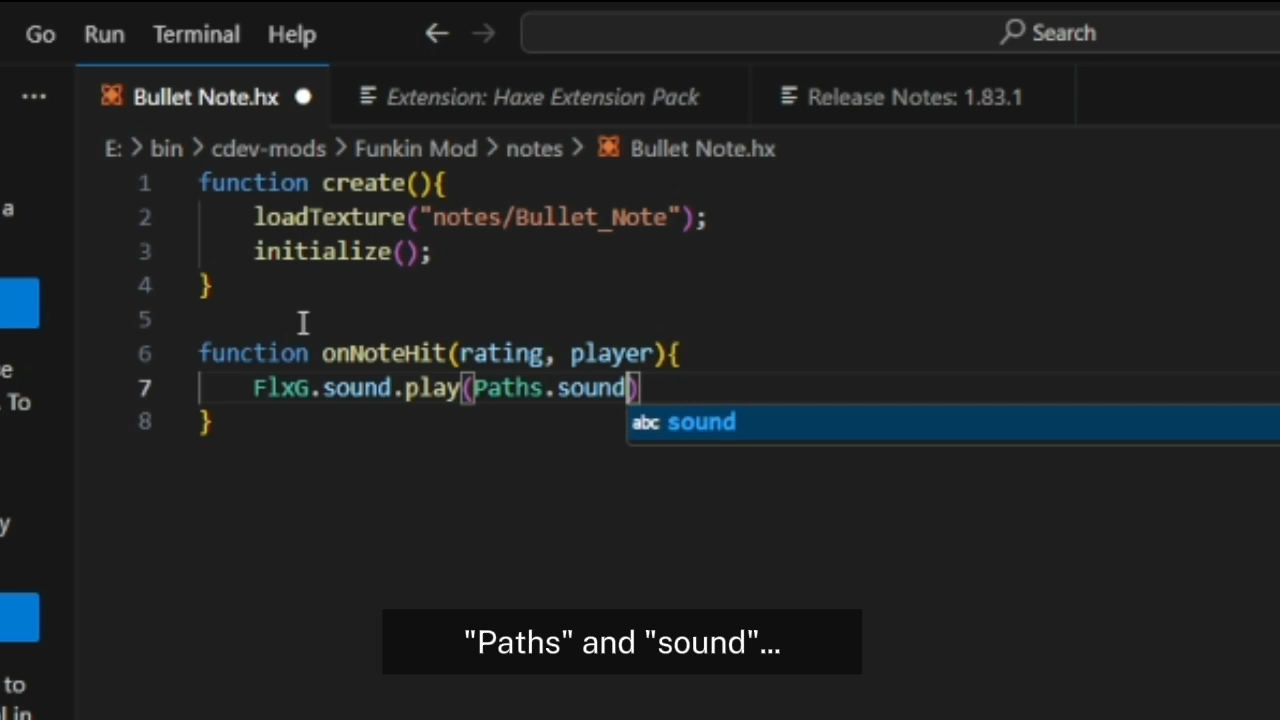 Go Run Terminal Help ← → Search
... Bullet Note.hx ● Extension: Haxe Extension Pack Release Notes: 1.83.1
E: > bin > cdev-mods > Funkin Mod > notes > Bullet Note.hx
1 function create(){
a
2 loadTexture("notes/Bullet_Note");
3 initialize();
4 }
5
6 function onNoteHit(rating, player){
e
7 FlxG.sound.play(Paths.sound)
. To
8 }
abc sound
y
"Paths" and "sound"...
to